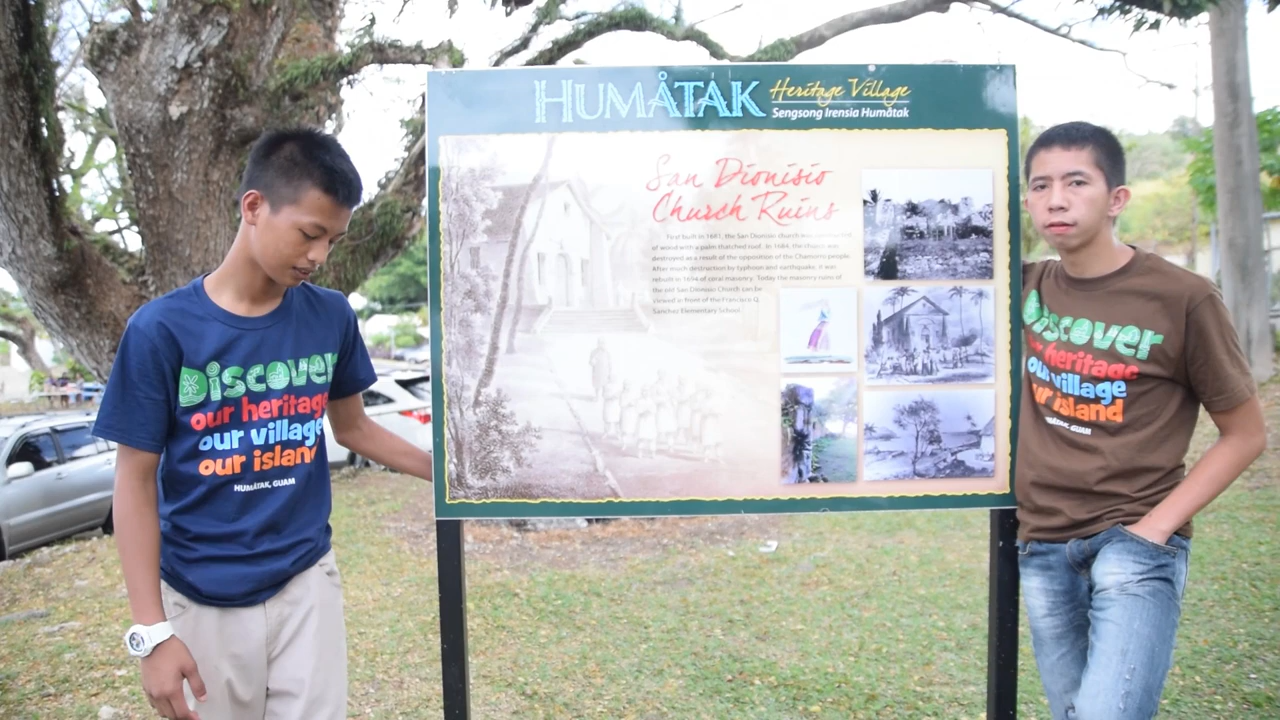 HUMÅTAK Heritage Village
Sengsong Irensia Humåtak
San Dionisio
Church Ruins
First built in 1681, the San Dionisio church was constructed
of wood with a palm thatched roof. In 1684, the church was
destroyed as a result of the opposition of the Chamorro people.
After much destruction by typhoon and earthquake, it was
rebuilt in 1694 of coral masonry. Today the masonry ruins of
the old San Dionisio Church can be
viewed in front of the Francisco Q.
Sanchez Elementary School.
Discover
our heritage
our village
our island
HUMÅTAK, GUAM
Discover
our heritage
our village
our island
HUMÅTAK, GUAM